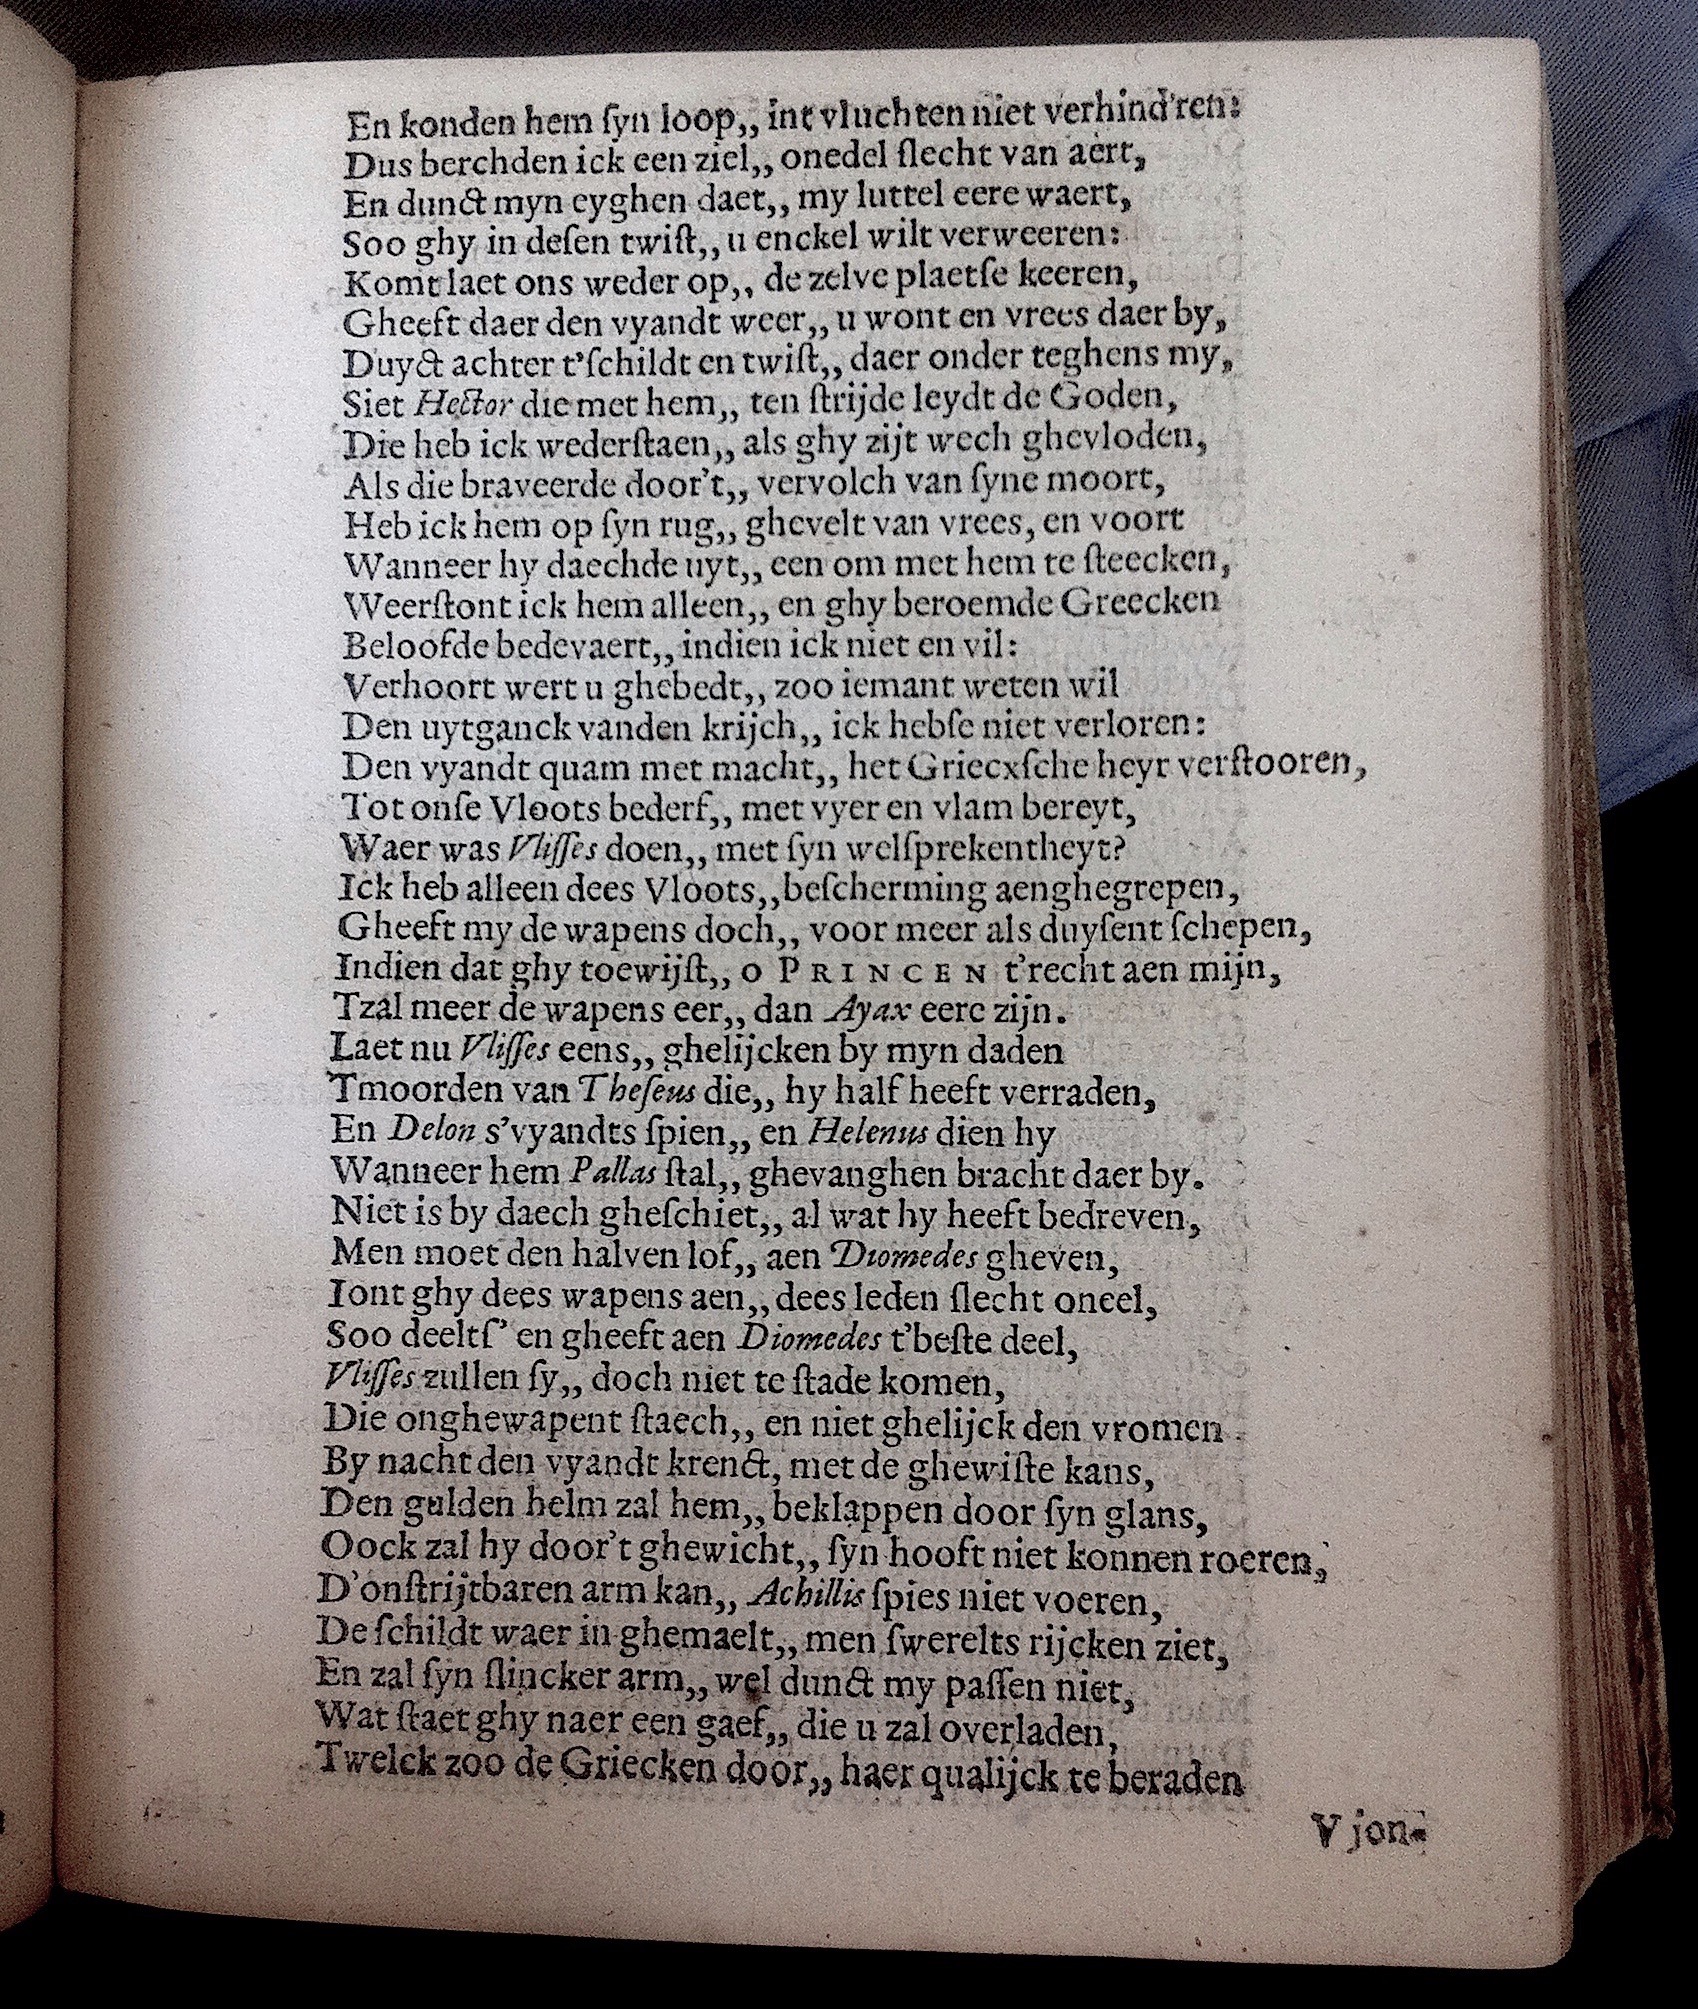 En konden hem ſyn loop,, int vluchten niet verhind'ren:
Dus berchden ick een ziel,, onedel ſlecht van aert,
En dunct myn eyghen daet,, my luttel eere waert,
Soo ghy in deſen twiſt,, u enckel wilt verweeren:
Komt laet ons weder op,, de zelve plaetſe keeren,
Gheeft daer den vyandt weer,, u wont en vrees daer by,
Duyct achter t'ſchildt en twiſt,, daer onder teghens my,
Siet Hector die met hem,, ten ſtrijde leydt de Goden,
Die heb ick wederſtaen,, als ghy zijt wech ghevloden,
Als die braveerde door't,, vervolch van ſyne moort,
Heb ick hem op ſyn rug,, ghevelt van vrees, en voort
Wanneer hy daechde uyt,, een om met hem te ſteecken,
Weerſtont ick hem alleen,, en ghy beroemde Greecken
Beloofde bedevaert,, indien ick niet en vil:
Verhoort wert u ghebedt,, zoo iemant weten wil
Den uytganck vanden krijch,, ick hebſe niet verloren:
Den vyandt quam met macht,, het Griecxſche heyr verſtooren,
Tot onſe Vloots bederf,, met vyer en vlam bereyt,
Waer was Vliſſes doen,, met ſyn welſprekentheyt?
Ick heb alleen dees Vloots,, beſcherming aenghegrepen,
Gheeft my de wapens doch,, voor meer als duyſent ſchepen,
Indien dat ghy toewijſt,, o PRINCEN t'recht aen mijn,
Tzal meer de wapens eer,, dan Ayax eere zijn.
Laet nu Vliſſes eens,, ghelijcken by myn daden
Tmoorden van Theſeus die,, hy half heeft verraden,
En Delon s'vyandts ſpien,, en Helenus dien hy
Wanneer hem Pallas ſtal,, ghevanghen bracht daer by.
Niet is by daech gheſchiet,, al wat hy heeft bedreven,
Men moet den halven lof,, aen Diomedes gheven,
Iont ghy dees wapens aen,, dees leden ſlecht oneel,
Soo deeltſ' en gheeft aen Diomedes t'beſte deel,
Vliſſes zullen ſy,, doch niet te ſtade komen,
Die onghewapent ſtaech,, en niet ghelijck den vromen
By nacht den vyandt krenct, met de ghewiſte kans,
Den gulden helm zal hem,, beklappen door ſyn glans,
Oock zal hy door't ghewicht,, ſyn hooft niet konnen roeren,
D'onſtrijtbaren arm kan,, Achillis ſpies niet voeren,
De ſchildt waer in ghemaelt,, men ſwerelts rijcken ziet,
En zal ſyn ſlincker arm,, wel dunct my paſſen niet,
Wat ſtaet ghy naer een gaef,, die u zal overladen,
Twelck zoo de Griecken door,, haer qualijck te beraden
V jon-